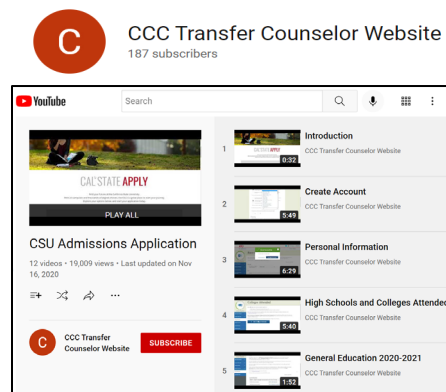 C
CCC Transfer Counselor Website
187 subscribers
YouTube
Search
CAL STATE APPLY
PLAY ALL
CSU Admissions Application
12 videos • 19,009 views • Last updated on Nov
16, 2020
C
CCC Transfer
Counselor Website
SUBSCRIBE
1
0:32
Introduction
CCC Transfer Counselor Website
2
5:49
Create Account
CCC Transfer Counselor Website
3
6:29
Personal Information
CCC Transfer Counselor Website
4
5:40
High Schools and Colleges Attended
CCC Transfer Counselor Website
5
1:52
General Education 2020-2021
CCC Transfer Counselor Website